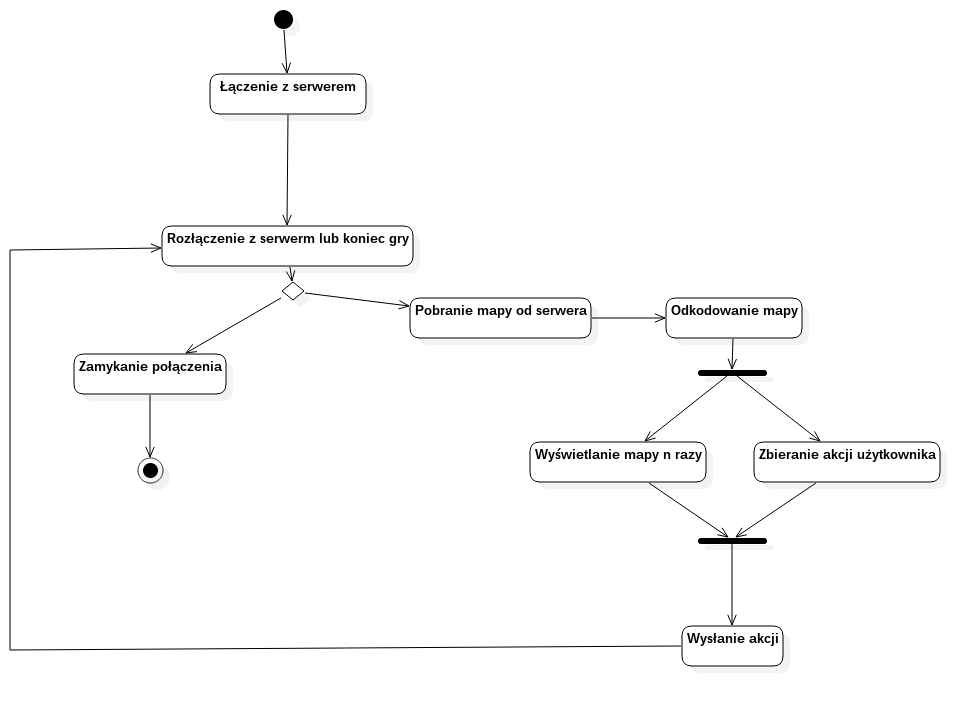 Łączenie z serwerem
Rozłączenie z serwerm lub koniec gry
Pobranie mapy od serwera
Odkodowanie mapy
Zamykanie połączenia
Wyświetlanie mapy n razy
Zbieranie akcji użytkownika
Wysłanie akcji